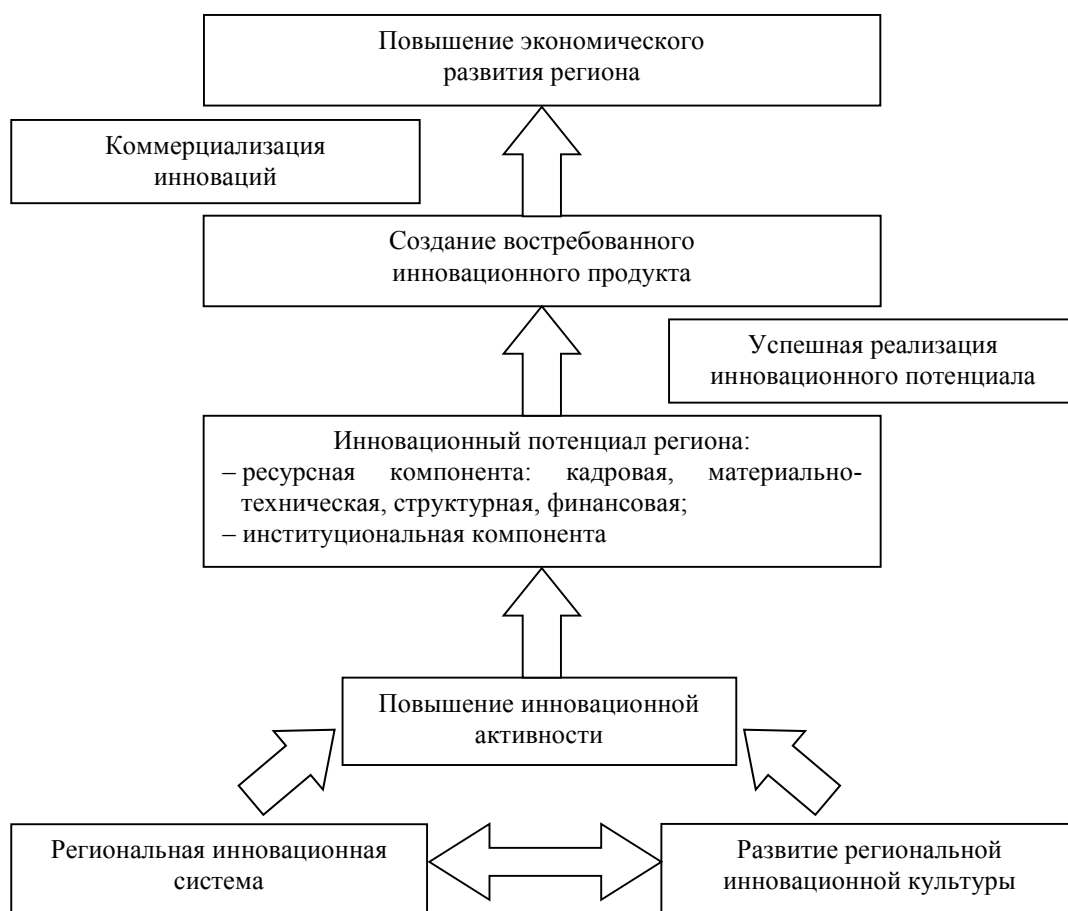 Повышение экономического
развития региона
Коммерциализация
инноваций
Создание востребованного
инновационного продукта
Успешная реализация
инновационного потенциала
Инновационный потенциал региона:
– ресурсная компонента: кадровая, материально-
техническая, структурная, финансовая;
– институциональная компонента
Повышение инновационной
активности
Региональная инновационная
система
Развитие региональной
инновационной культуры